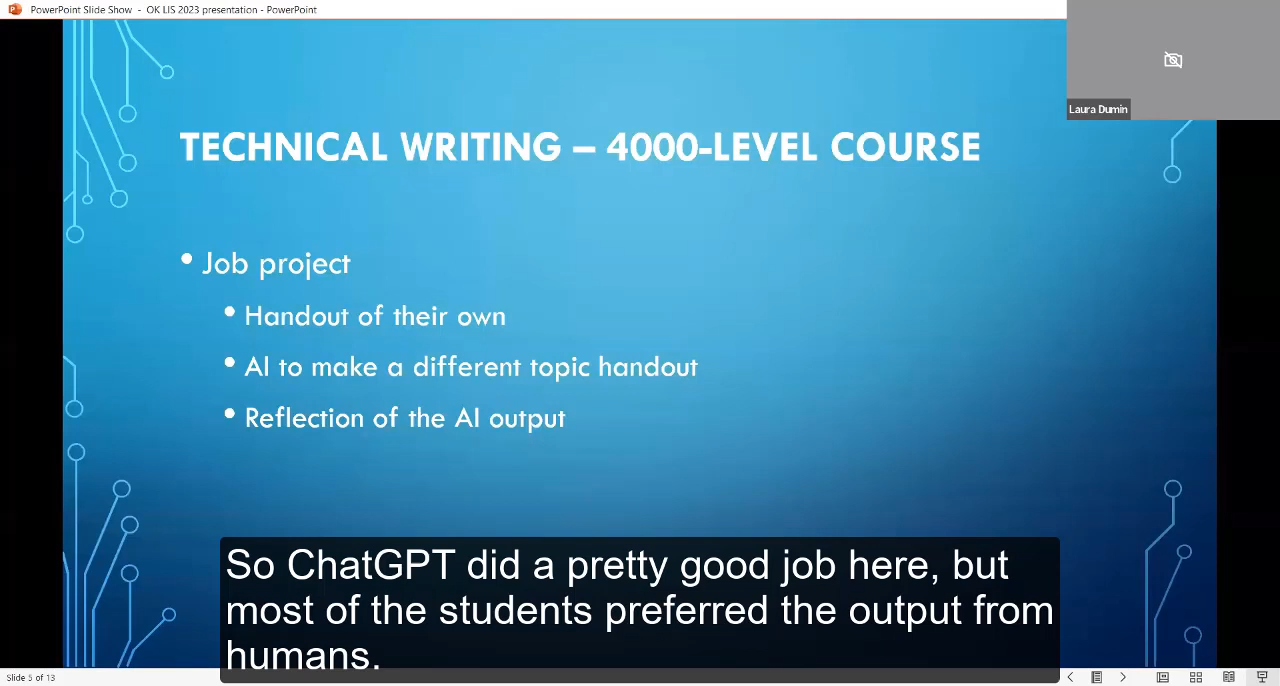 PowerPoint Slide Show - OK LIS 2023 presentation - PowerPoint
Laura Dumin
TECHNICAL WRITING – 4000-LEVEL COURSE
• Job project
• Handout of their own
• AI to make a different topic handout
• Reflection of the AI output
So ChatGPT did a pretty good job here, but
most of the students preferred the output from
humans.
Slide 5 of 13